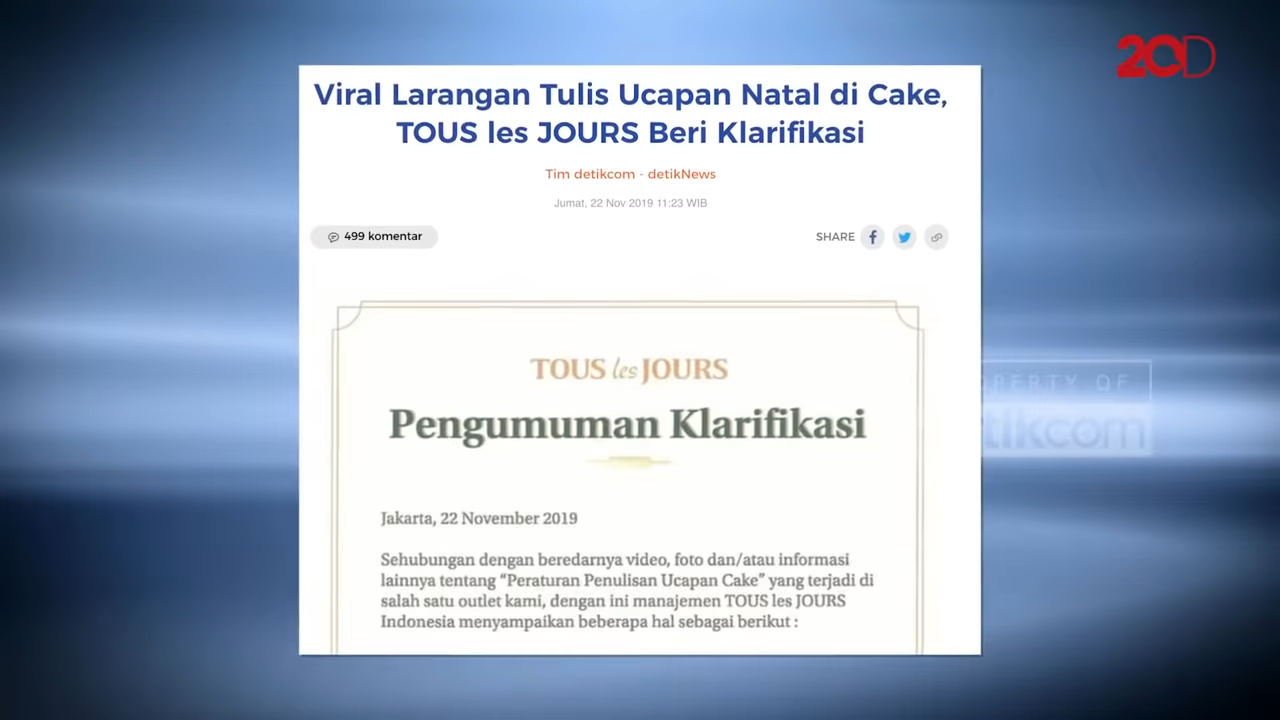 20D
Viral Larangan Tulis Ucapan Natal di Cake,
TOUS les JOURS Beri Klarifikasi
Tim detikcom - detikNews
Jumat, 22 Nov 2019 11:23 WIB
499 komentar
SHARE
TOUS les JOURS
Pengumuman Klarifikasi
PERTY OF
tikcom
Jakarta, 22 November 2019
Sehubungan dengan beredarnya video, foto dan/atau informasi
lainnya tentang “Peraturan Penulisan Ucapan Cake” yang terjadi di
salah satu outlet kami, dengan ini manajemen TOUS les JOURS
Indonesia menyampaikan beberapa hal sebagai berikut :